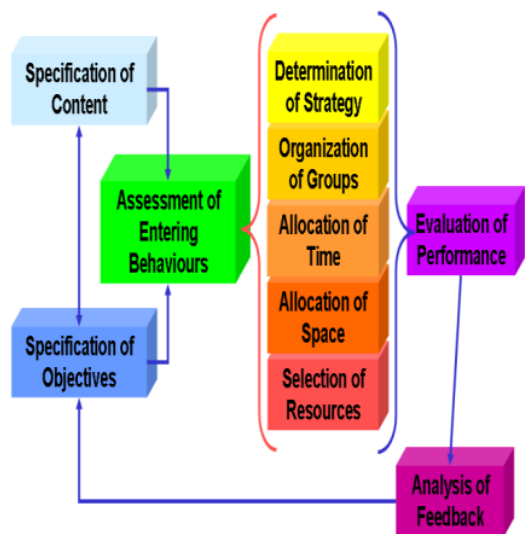 Specification of
Content
Assessment of
Entering
Behaviours
Specification of
Objectives
Determination
of Strategy
Organization
of Groups
Allocation of
Time
Allocation of
Space
Selection of
Resources
Evaluation of
Performance
Analysis of
Feedback